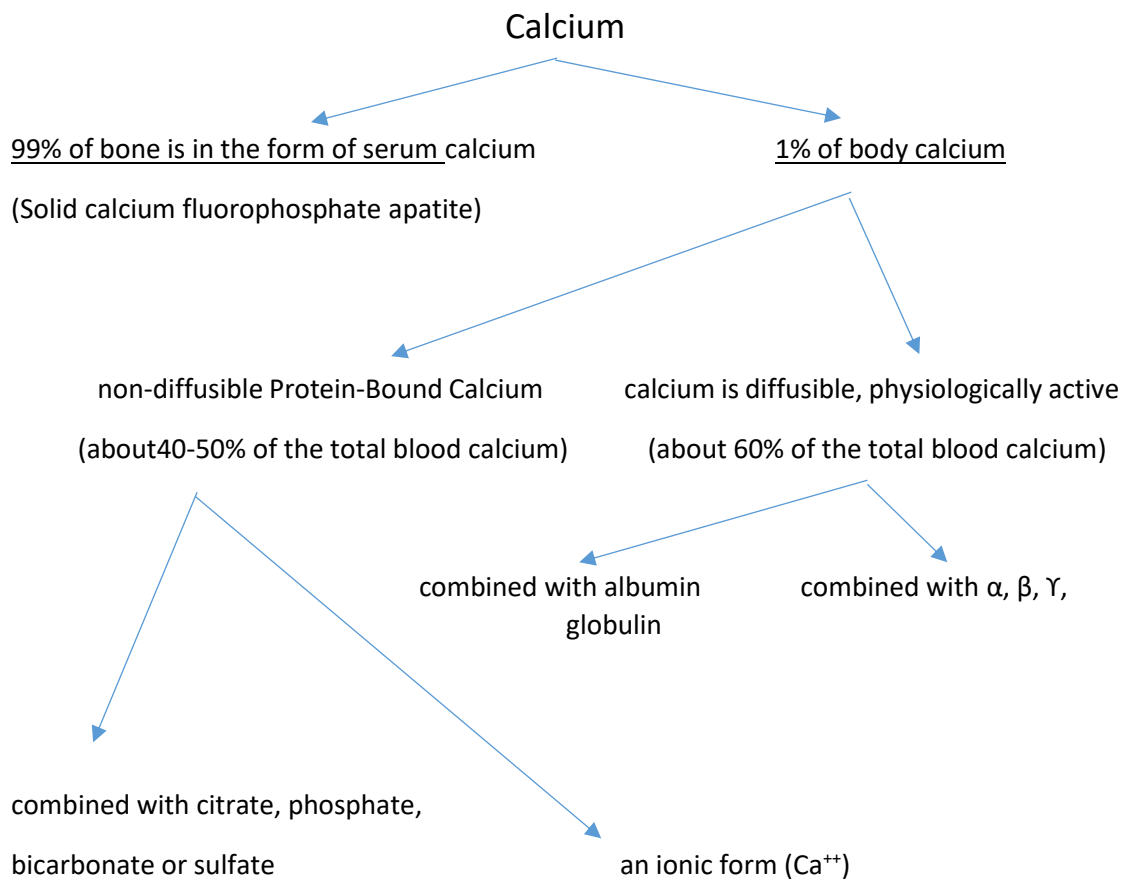 Calcium
99% of bone is in the form of serum calcium
1% of body calcium
(Solid calcium fluorophosphate apatite)
non-diffusible Protein-Bound Calcium
(about40-50% of the total blood calcium)
calcium is diffusible, physiologically active
(about 60% of the total blood calcium)
combined with albumin
globulin
combined with α, β, ϒ,
combined with citrate, phosphate,
bicarbonate or sulfate
an ionic form (Ca⁺⁺)